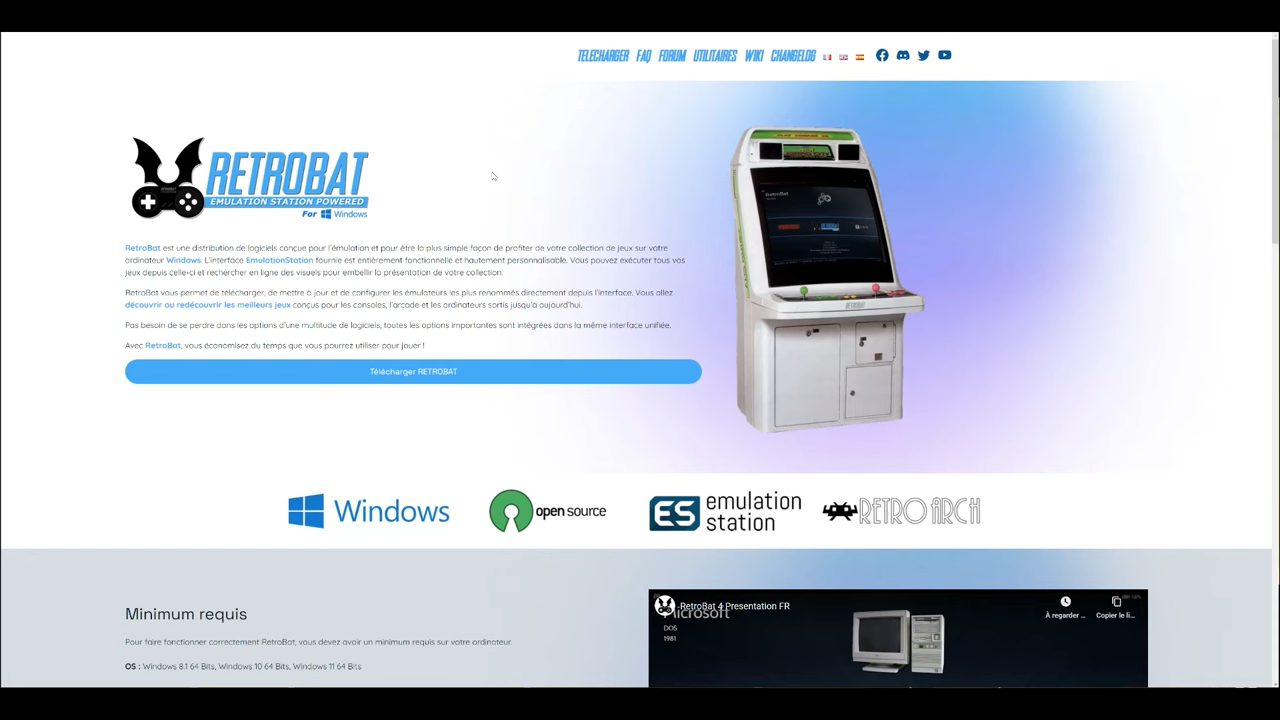 TELECHARGER FAQ FORUM UTILITAIRES WIKI CHANGELOG
RETROBAT
EMULATION STATION POWERED
For Windows
RetroBat est une distribution de logiciels conçue pour l'émulation et pour être la plus simple façon de profiter de votre collection de jeux sur votre
ordinateur Windows. L'interface EmulationStation fournie est entièrement fonctionnelle et hautement personnalisable. Vous pouvez exécuter tous vos
jeux depuis celle-ci et rechercher en ligne des visuels pour embellir la présentation de votre collection.
RetroBat vous permet de télécharger, de mettre à jour et de configurer les émulateurs les plus renommés directement depuis l'interface. Vous allez
découvrir ou redécouvrir les meilleurs jeux conçus pour les consoles, l'arcade et les ordinateurs sortis jusqu'à aujourd'hui.
Pas besoin de se perdre dans les options d'une multitude de logiciels, toutes les options importantes sont intégrées dans la même interface unifiée.
Avec RetroBat, vous économisez du temps que vous pourrez utiliser pour jouer !
Télécharger RETROBAT
RetroBat
RETROBAT
Windows
open source
ES emulation
station
RETROARCH
Minimum requis
Pour faire fonctionner correctement RetroBat, vous devez avoir un minimum requis sur votre ordinateur.
OS : Windows 8.1 64 Bits, Windows 10 64 Bits, Windows 11 64 Bits
RetroBat 4 Presentation FR
Microsoft
À regarder ...
Copier le li...
DOS
1981